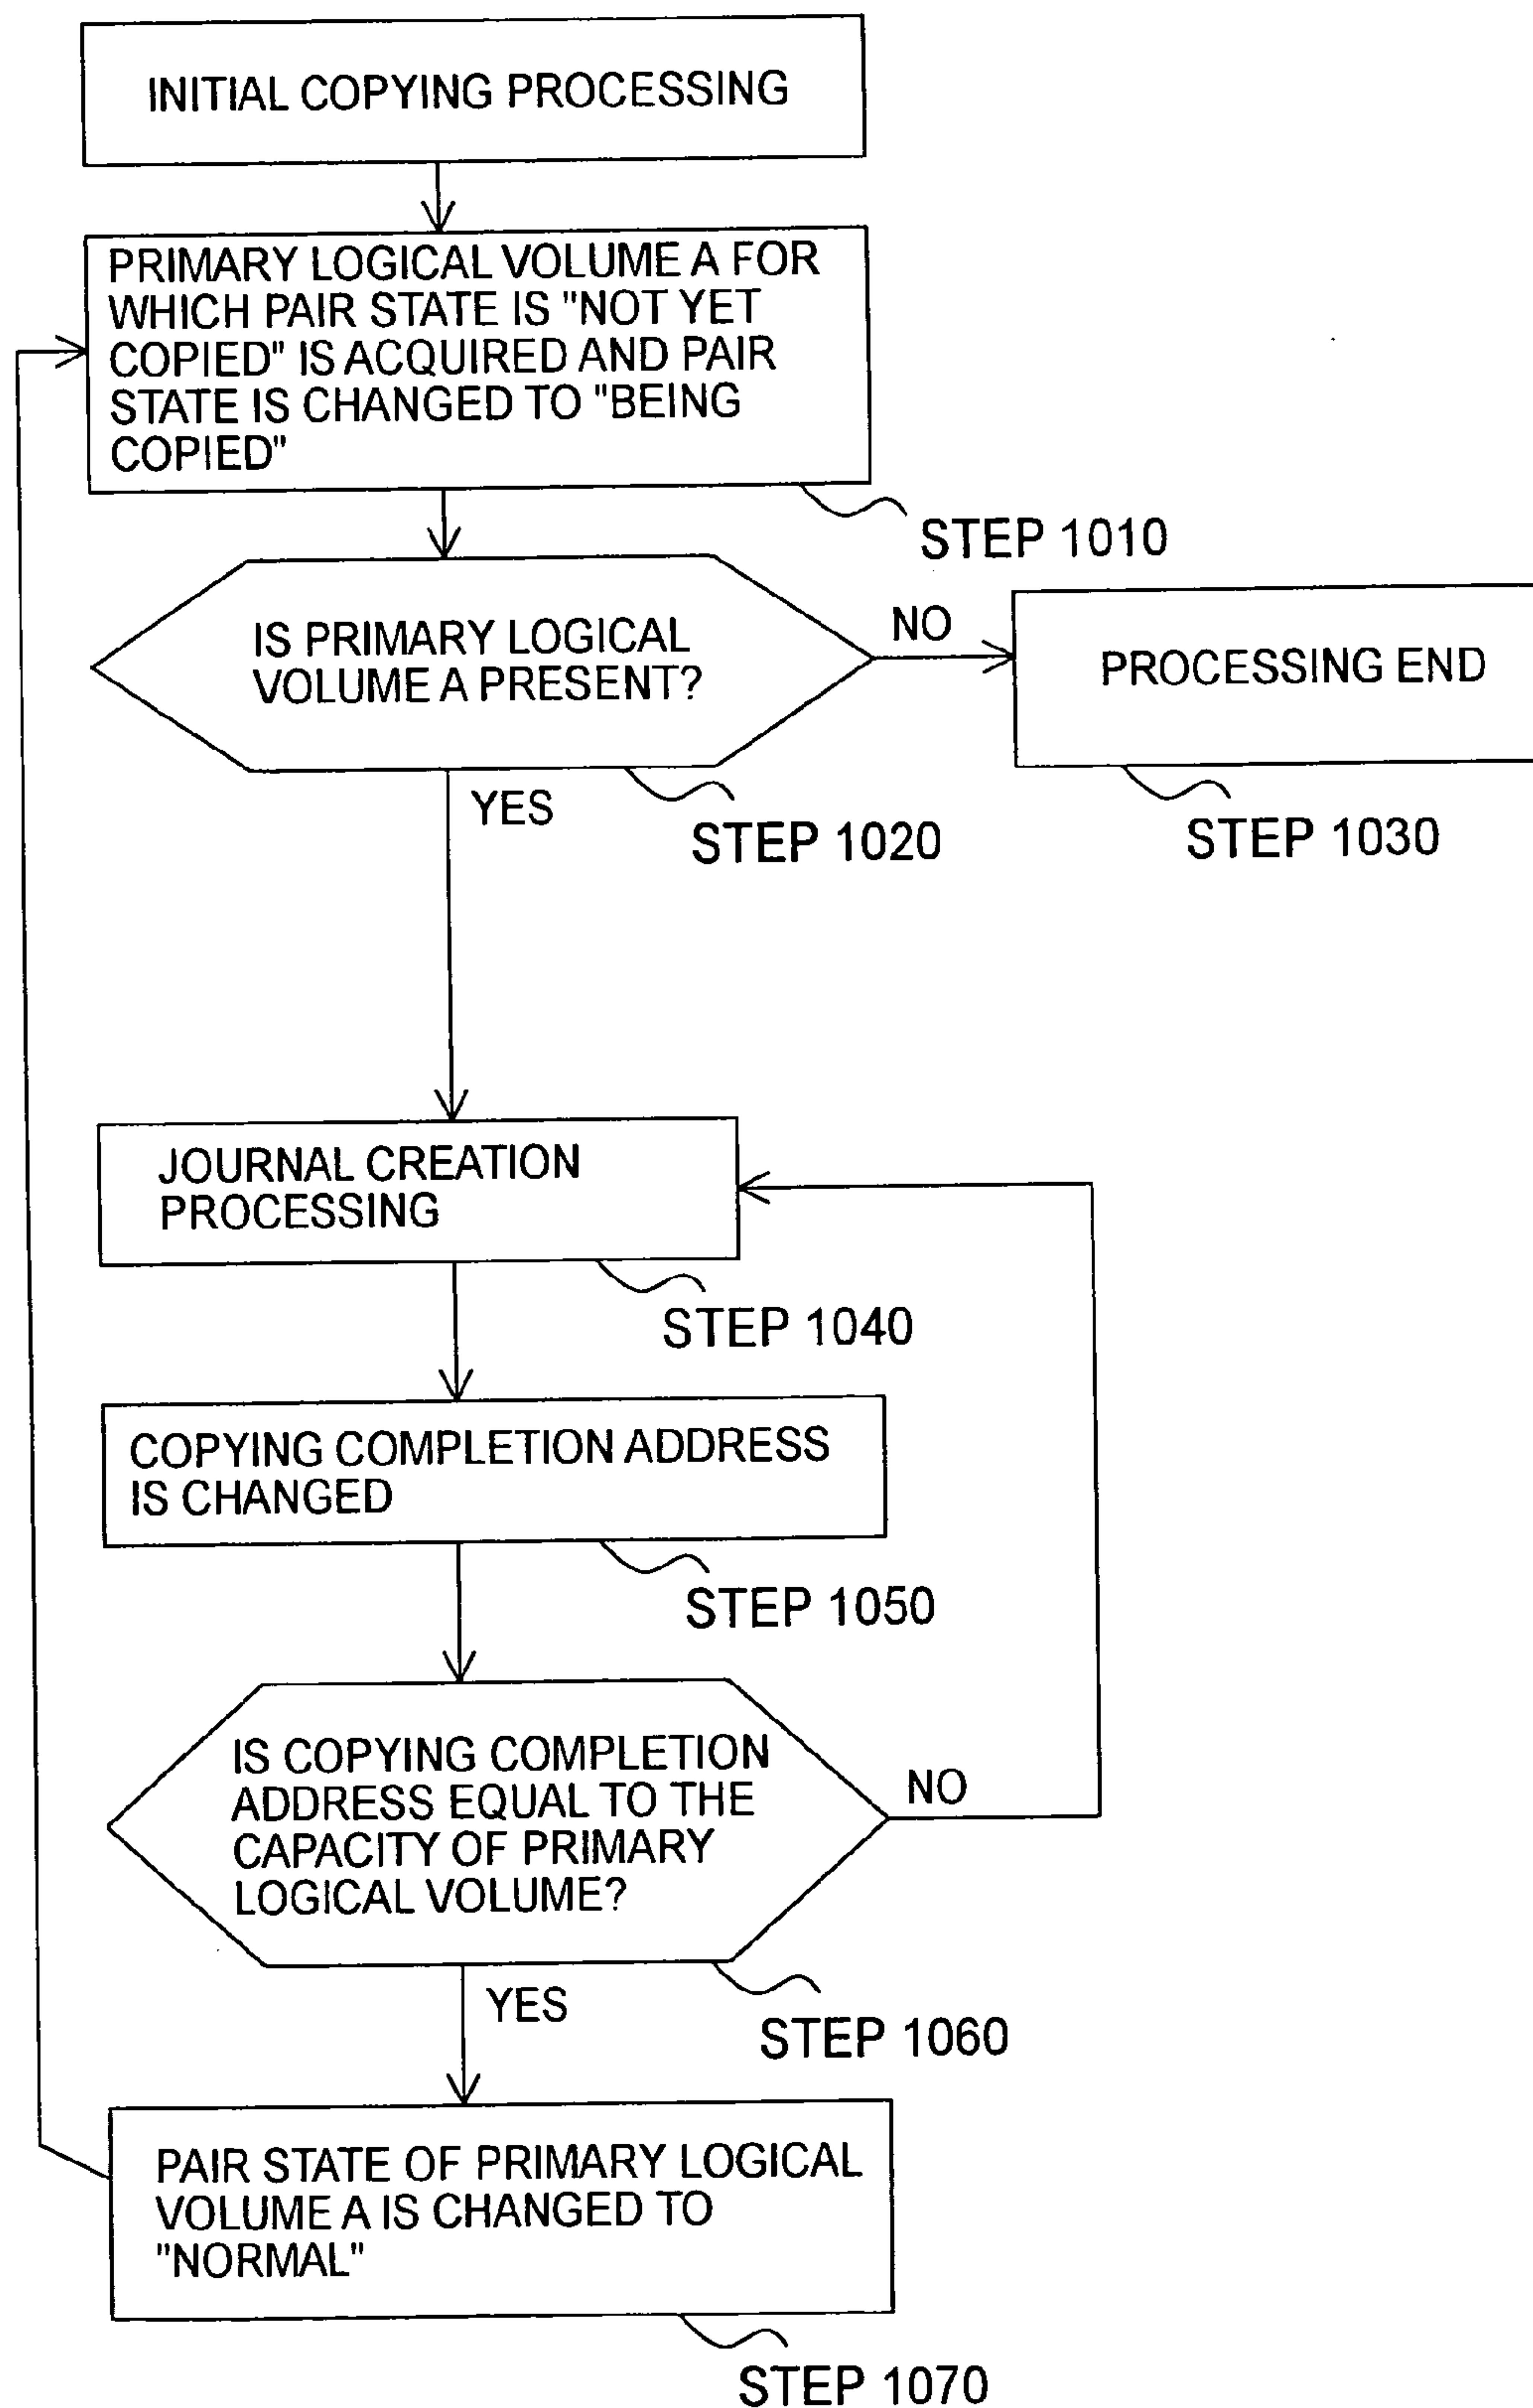 INITIAL COPYING PROCESSING
PRIMARY LOGICAL VOLUME A FOR
WHICH PAIR STATE IS "NOT YET
COPIED" IS ACQUIRED AND PAIR
STATE IS CHANGED TO "BEING
COPIED"
STEP 1010
IS PRIMARY LOGICAL
VOLUME A PRESENT?
NO
PROCESSING END
YES
STEP 1020
STEP 1030
JOURNAL CREATION
PROCESSING
STEP 1040
COPYING COMPLETION ADDRESS
IS CHANGED
STEP 1050
IS COPYING COMPLETION
ADDRESS EQUAL TO THE
CAPACITY OF PRIMARY
LOGICAL VOLUME?
NO
YES
STEP 1060
PAIR STATE OF PRIMARY LOGICAL
VOLUME A IS CHANGED TO
"NORMAL"
STEP 1070